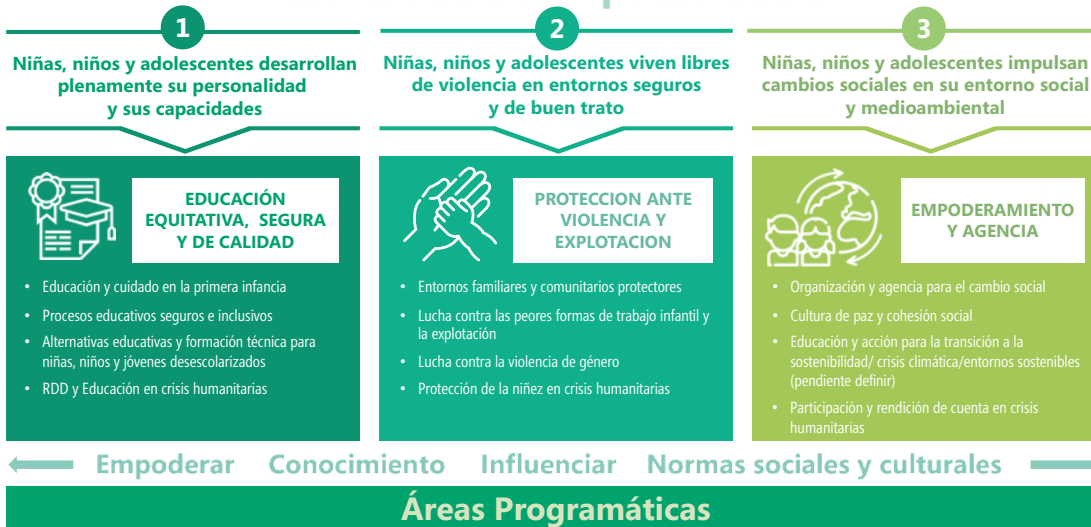 1
Niñas, niños y adolescentes desarrollan
plenamente su personalidad
y sus capacidades
EDUCACIÓN
EQUITATIVA, SEGURA
Y DE CALIDAD
• Educación y cuidado en la primera infancia
• Procesos educativos seguros e inclusivos
• Alternativas educativas y formación técnica para
niñas, niños y jóvenes desescolarizados
• RDD y Educación en crisis humanitarias
2
Niñas, niños y adolescentes viven libres
de violencia en entornos seguros
y de buen trato
PROTECCION ANTE
VIOLENCIA Y
EXPLOTACION
• Entornos familiares y comunitarios protectores
• Lucha contra las peores formas de trabajo infantil y
la explotación
• Lucha contra la violencia de género
• Protección de la niñez en crisis humanitarias
3
Niñas, niños y adolescentes impulsan
cambios sociales en su entorno social
y medioambiental
EMPODERAMIENTO
Y AGENCIA
• Organización y agencia para el cambio social
• Cultura de paz y cohesión social
• Educación y acción para la transición a la
sostenibilidad/ crisis climática/entornos sostenibles
(pendiente definir)
• Participación y rendición de cuenta en crisis
humanitarias
Empoderar Conocimiento Influenciar Normas sociales y culturales
Áreas Programáticas